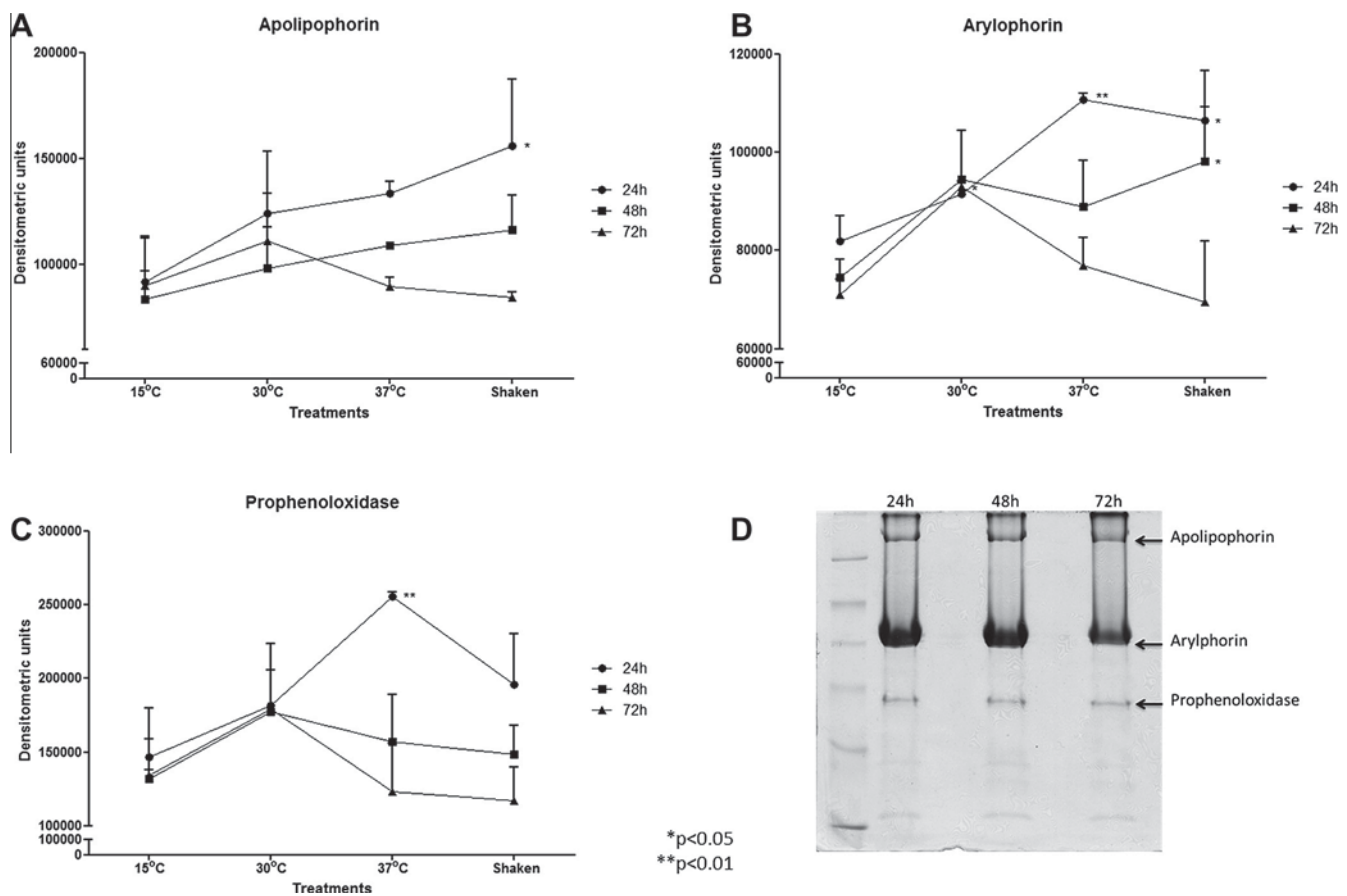 A
Apolipophorin
200000
150000
100000
60000
0
Densitometric units
15°C 30°C 37°C Shaken
Treatments
*
24h
48h
72h
B
Arylophorin
120000
100000
80000
60000
60000
0
Densitometric units
15°C 30°C 37°C Shaken
Treatments
*
**
*
*
24h
48h
72h
C
Prophenoloxidase
300000
250000
200000
150000
100000
100000
0
Densitometric units
15°C 30°C 37°C Shaken
Treatments
**
24h
48h
72h
*p<0.05
**p<0.01
D
24h 48h 72h
Apolipophorin
Arylphorin
Prophenoloxidase